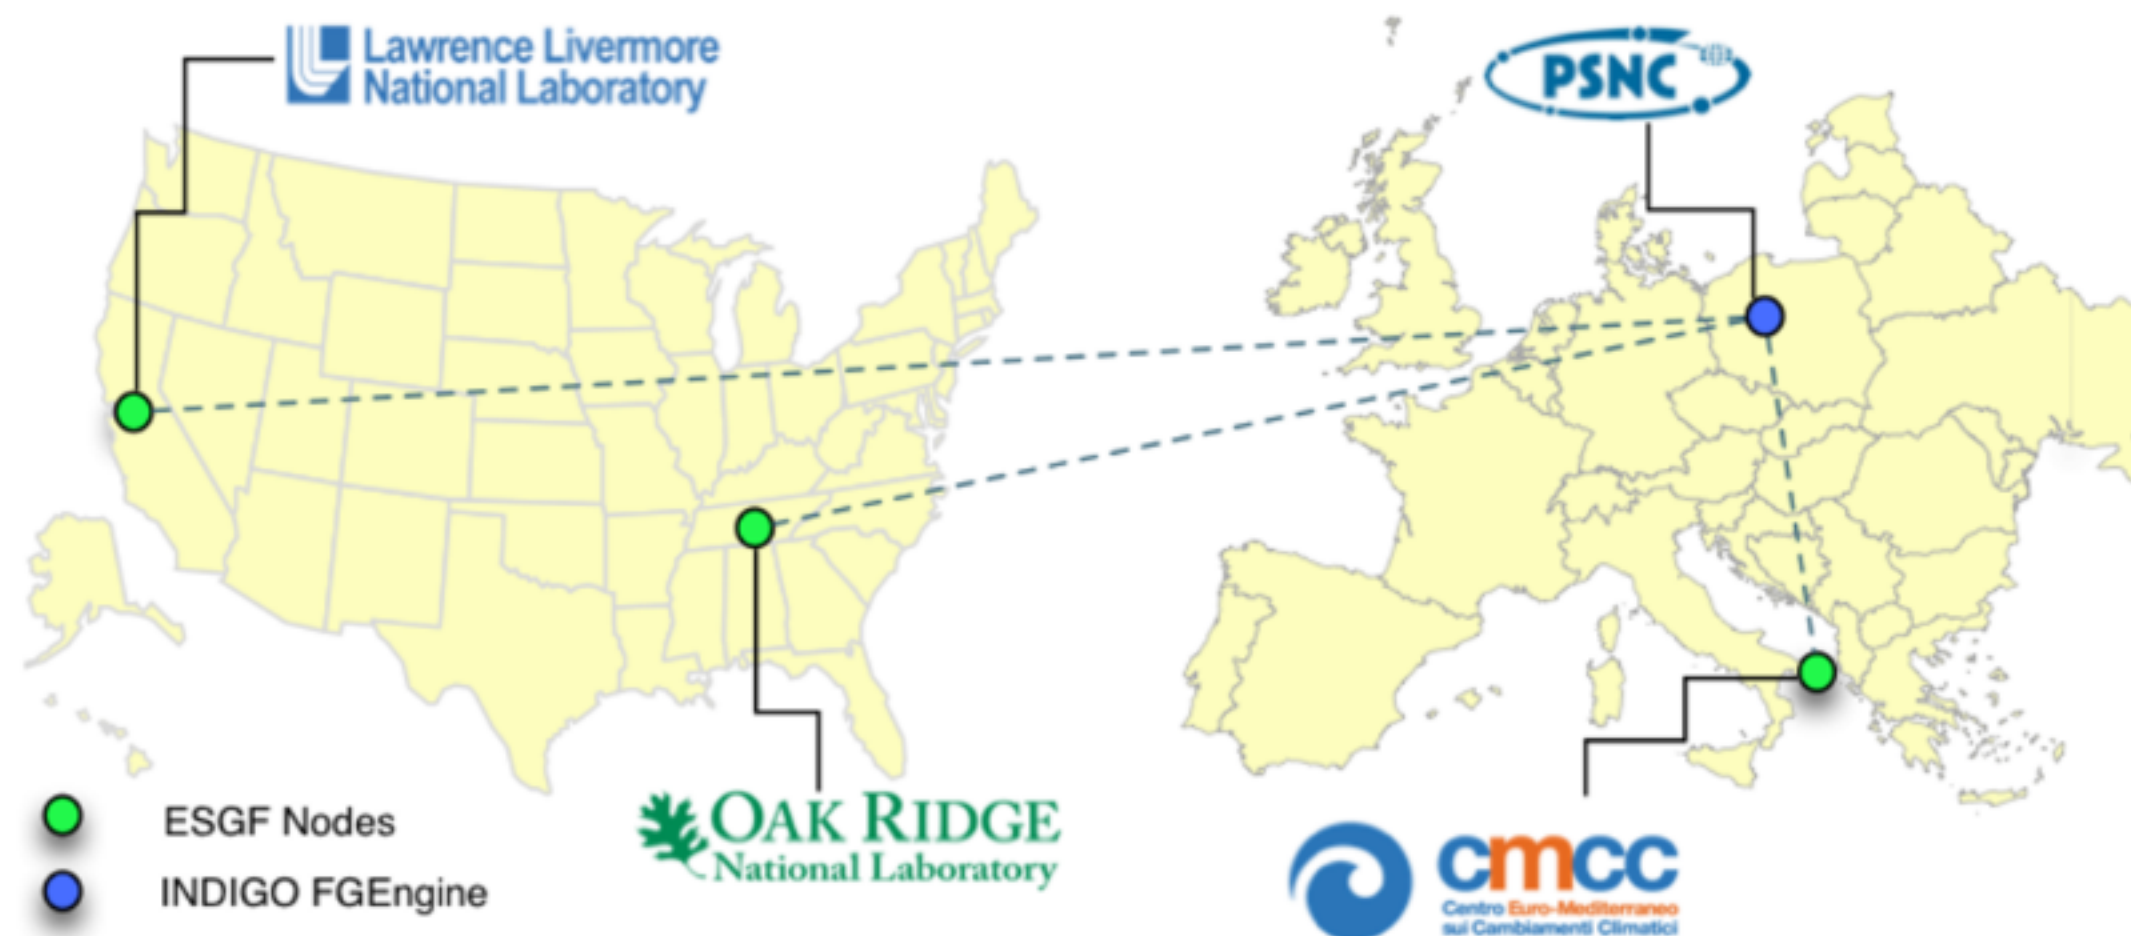 Lawrence Livermore
National Laboratory
PSNC
ESGF Nodes
INDIGO FGEngine
OAK RIDGE
National Laboratory
cmcc
Centro Euro-Mediterraneo
sui Cambiamenti Climatici